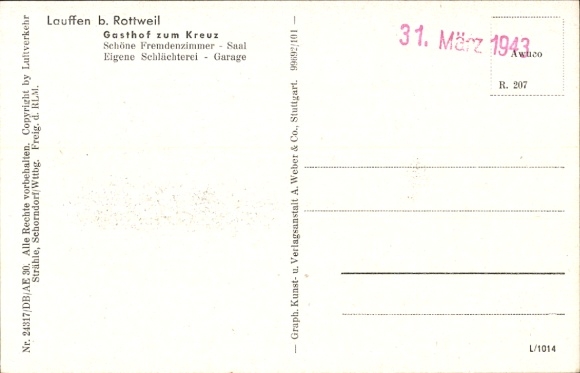 Lauffen b. Rottweil
Gasthof zum Kreuz
Schöne Fremdenzimmer - Saal
Eigene Schlächterei - Garage
Nr. 24317/DB/AE 30. Alle Rechte vorbehalten. Copyright by Luftverkehr
Strähle, Schorndorf/Wttbg. Freig. d. RLM.
— Graph. Kunst- u. Verlagsanstalt A. Weber & Co., Stuttgart. 99692/101 —
31. März 1943
Awuco
R. 207
L/1014